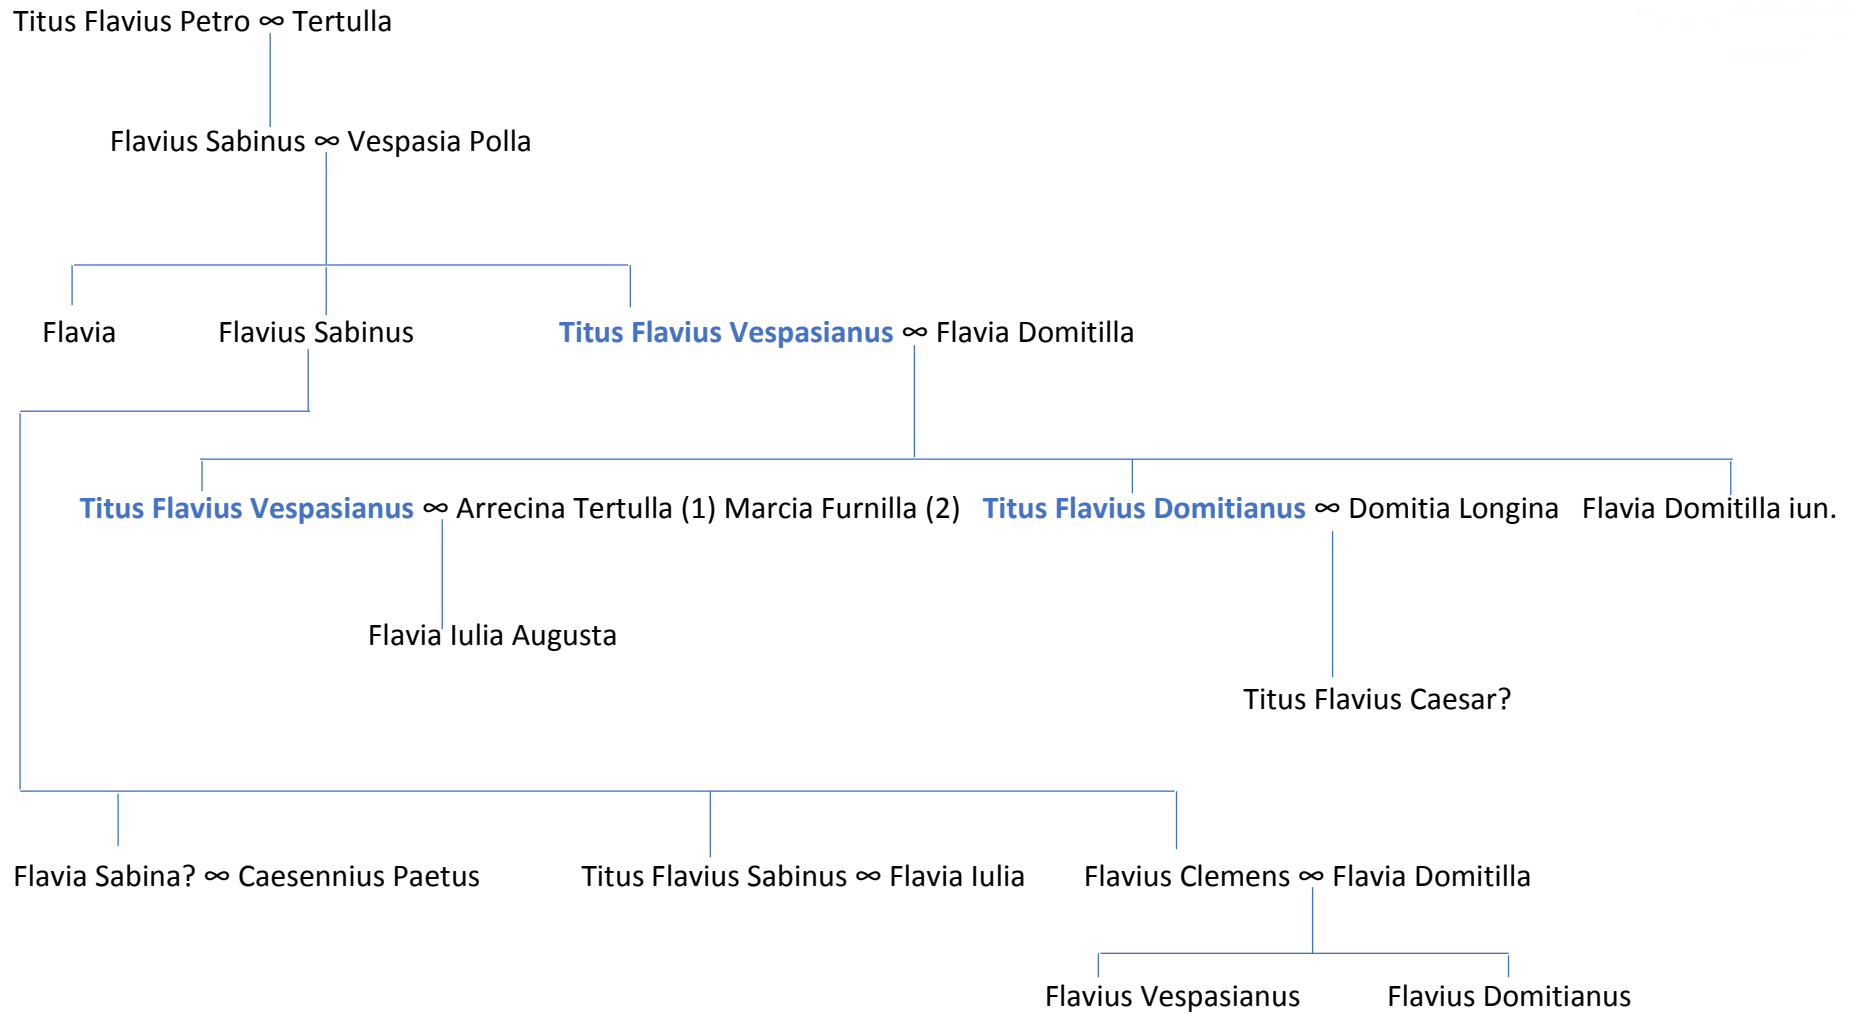 Titus Flavius Petro ∞ Tertulla
Flavius Sabinus ∞ Vespasia Polla
Flavia
Flavius Sabinus
Titus Flavius Vespasianus ∞ Flavia Domitilla
Titus Flavius Vespasianus ∞ Arrecina Tertulla (1) Marcia Furnilla (2)
Titus Flavius Domitianus ∞ Domitia Longina
Flavia Domitilla iun.
Flavia Iulia Augusta
Titus Flavius Caesar?
Flavia Sabina? ∞ Caesennius Paetus
Titus Flavius Sabinus ∞ Flavia Iulia
Flavius Clemens ∞ Flavia Domitilla
Flavius Vespasianus
Flavius Domitianus